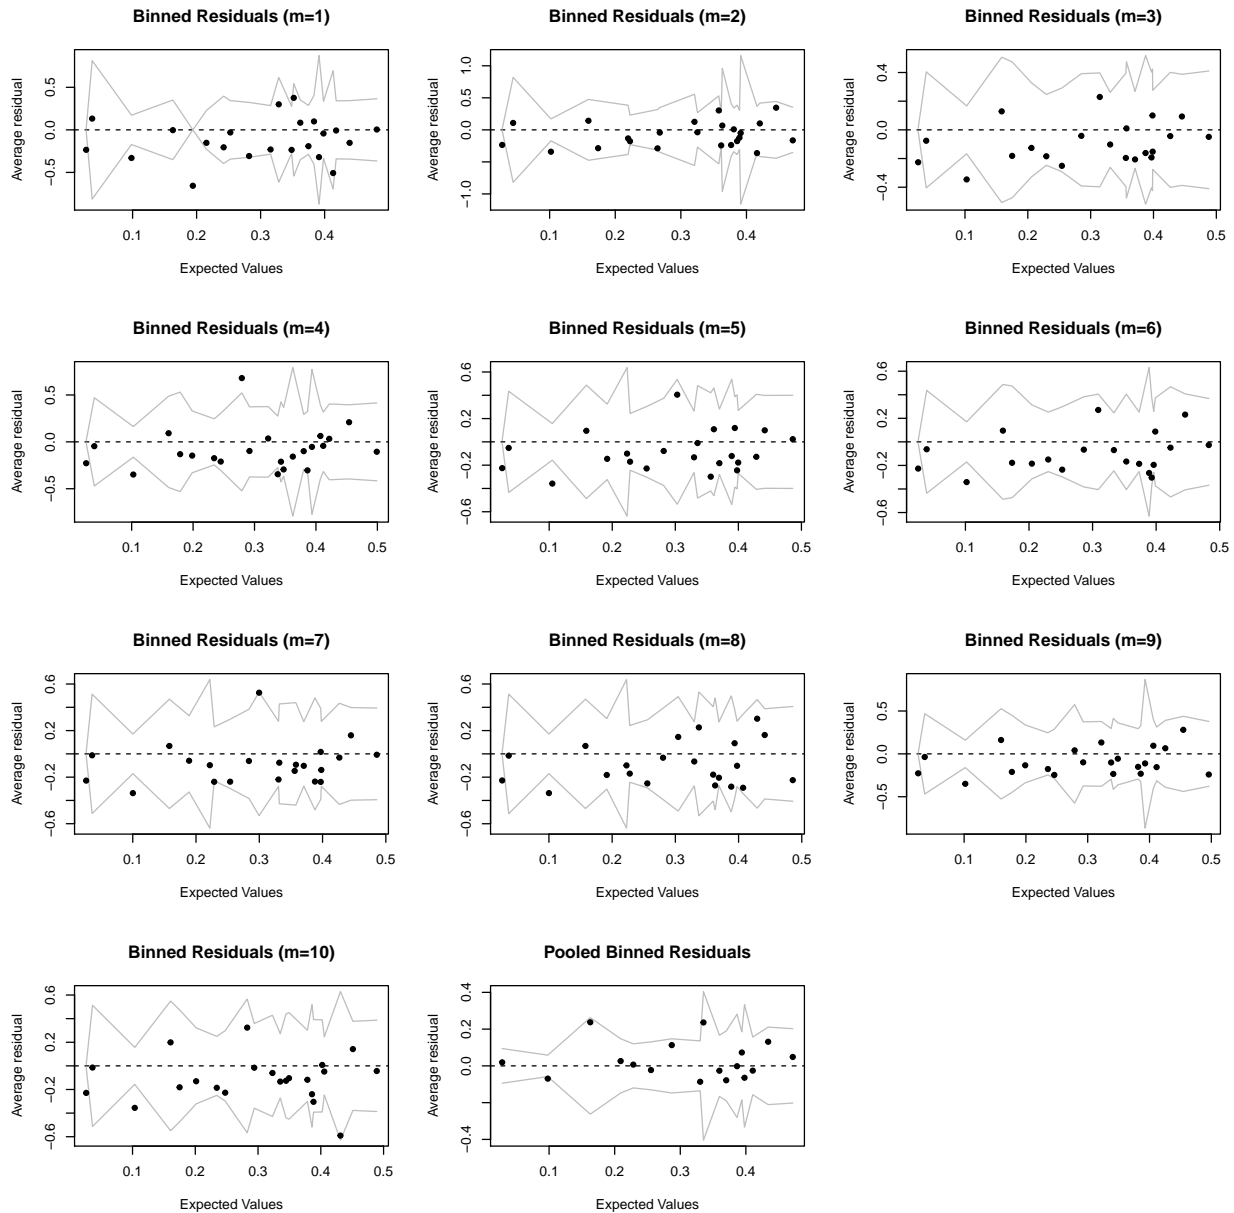 Binned Residuals (m=1)
Average residual
0.5
0.0
−0.5
0.1 0.2 0.3 0.4
Expected Values
Binned Residuals (m=2)
Average residual
1.0
0.5
0.0
−1.0
0.1 0.2 0.3 0.4
Expected Values
Binned Residuals (m=3)
Average residual
0.4
0.0
−0.4
0.1 0.2 0.3 0.4 0.5
Expected Values
Binned Residuals (m=4)
Average residual
0.5
0.0
−0.5
0.1 0.2 0.3 0.4 0.5
Expected Values
Binned Residuals (m=5)
Average residual
0.6
0.2
−0.2
−0.6
0.1 0.2 0.3 0.4
Expected Values
Binned Residuals (m=6)
Average residual
0.6
0.2
−0.2
−0.6
0.1 0.2 0.3 0.4 0.5
Expected Values
Binned Residuals (m=7)
Average residual
0.6
0.2
−0.2
−0.6
0.1 0.2 0.3 0.4 0.5
Expected Values
Binned Residuals (m=8)
Average residual
0.6
0.2
−0.2
−0.6
0.1 0.2 0.3 0.4
Expected Values
Binned Residuals (m=9)
Average residual
0.5
0.0
−0.5
0.1 0.2 0.3 0.4 0.5
Expected Values
Binned Residuals (m=10)
Average residual
0.6
0.2
−0.2
−0.6
0.1 0.2 0.3 0.4 0.5
Expected Values
Pooled Binned Residuals
Average residual
0.4
0.2
0.0
−0.4
0.1 0.2 0.3 0.4
Expected Values